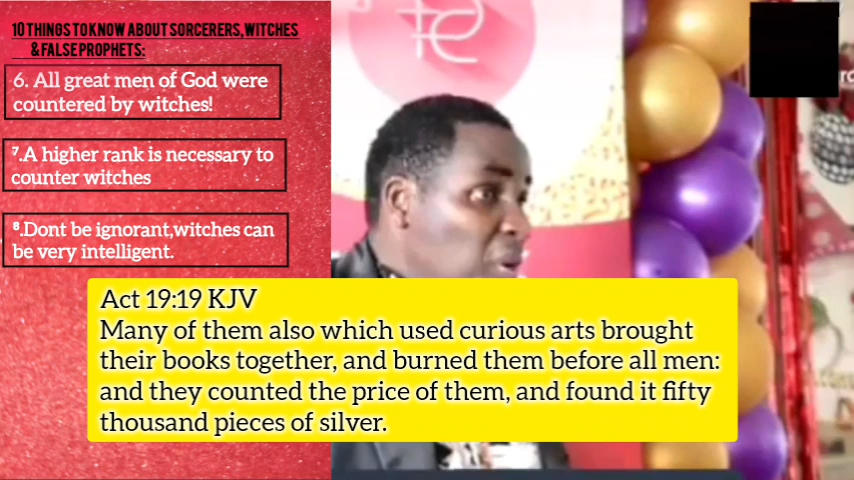 10 THINGS TO KNOW ABOUT SORCERERS, WITCHES
& FALSE PROPHETS:
6. All great men of God were
countered by witches!
7.A higher rank is necessary to
counter witches
8.Dont be ignorant,witches can
be very intelligent.
Act 19:19 KJV
Many of them also which used curious arts brought
their books together, and burned them before all men:
and they counted the price of them, and found it fifty
thousand pieces of silver.